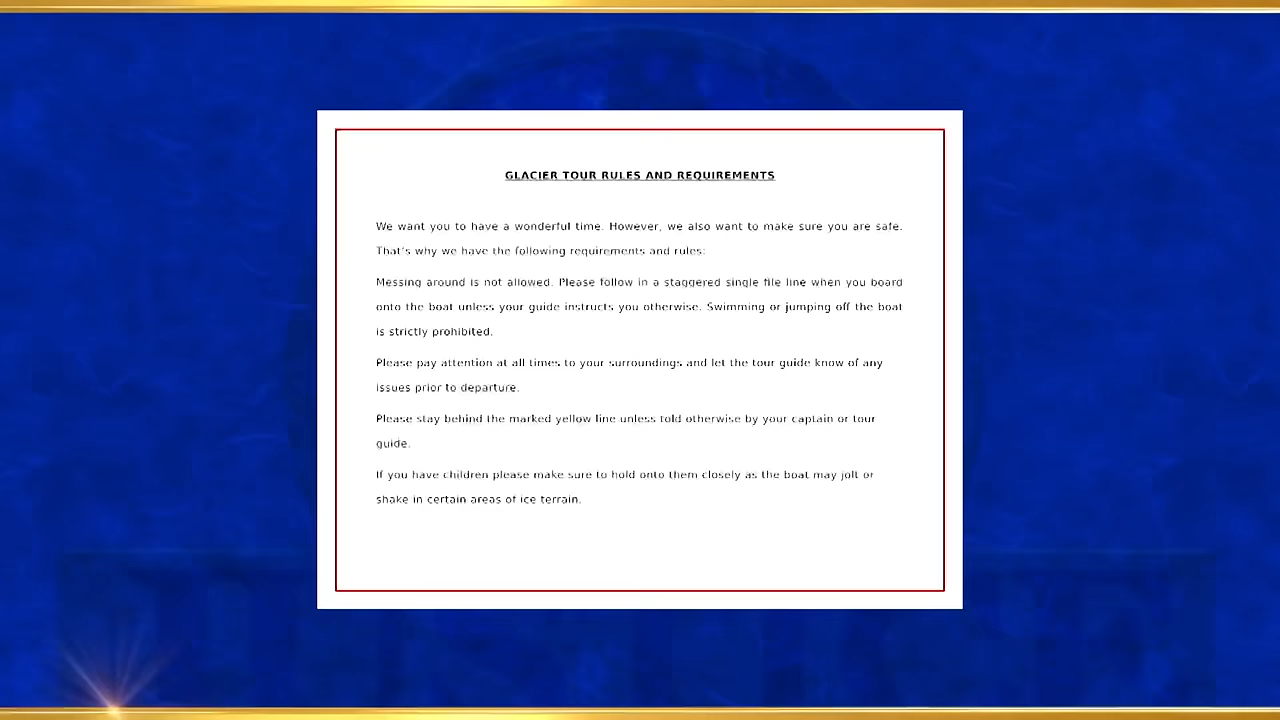 GLACIER TOUR RULES AND REQUIREMENTS
We want you to have a wonderful time. However, we also want to make sure you are safe.
That's why we have the following requirements and rules:
Messing around is not allowed. Please follow in a staggered single file line when you board
onto the boat unless your guide instructs you otherwise. Swimming or jumping off the boat
is strictly prohibited.
Please pay attention at all times to your surroundings and let the tour guide know of any
issues prior to departure.
Please stay behind the marked yellow line unless told otherwise by your captain or tour
guide.
If you have children please make sure to hold onto them closely as the boat may jolt or
shake in certain areas of ice terrain.